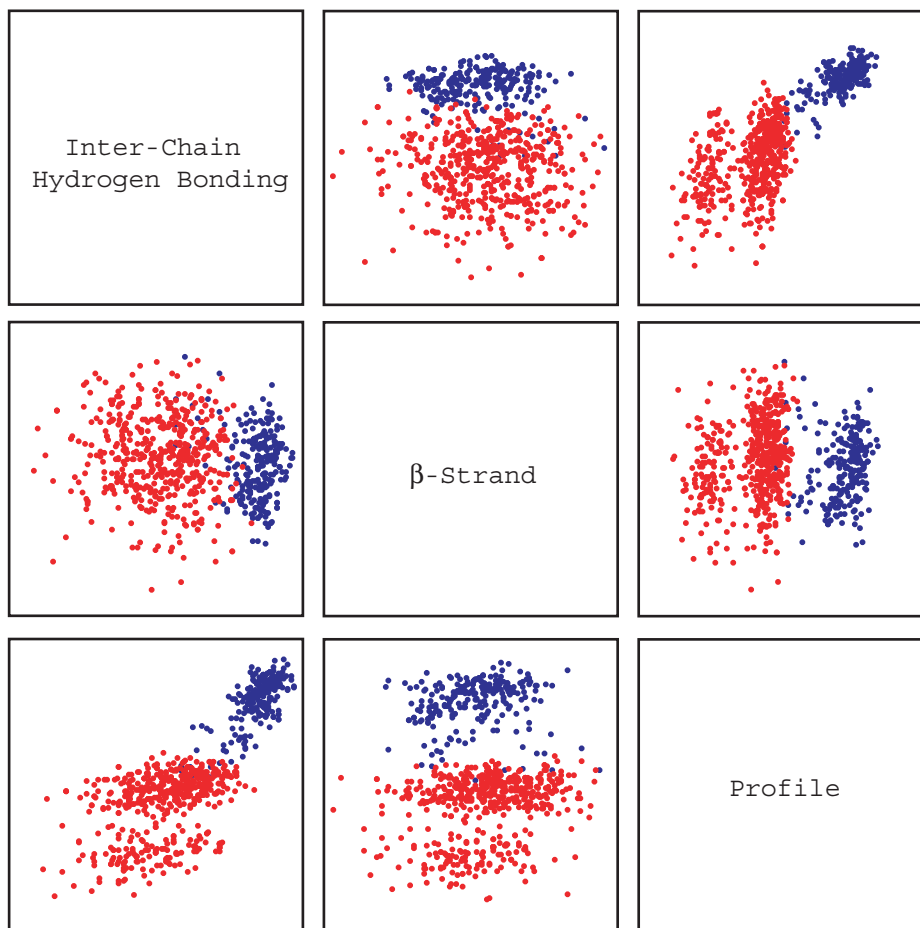 Inter-Chain
Hydrogen Bonding
β-Strand
Profile